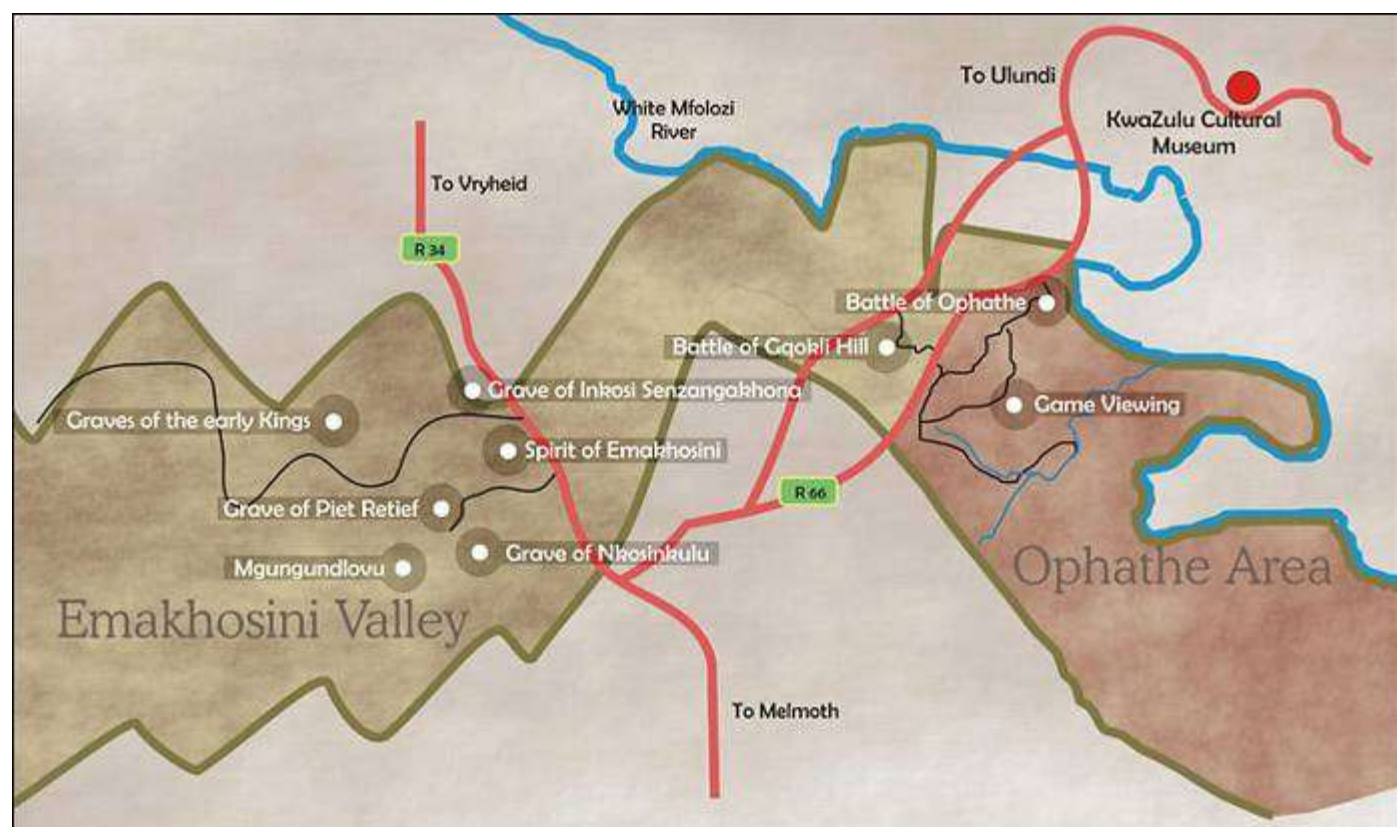 To Ulundi
White Mfolozi
River
KwaZulu Cultural
Museum
To Vryheid
R 34
Battle of Ophathe
Battle of Gqokli Hill
Grave of Inkosi Senzangakhona
Game Viewing
Graves of the early Kings
Spirit of Emakhosini
R 66
Grave of Piet Retief
Grave of Nkosinkulu
Mgungundlovu
Ophathe Area
Emakhosini Valley
To Melmoth